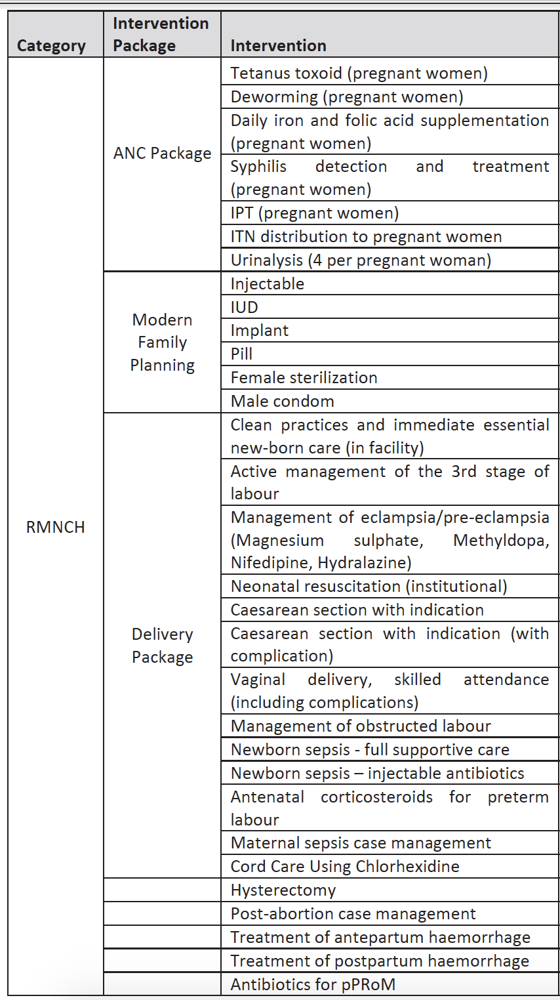 Category
Intervention
Package
Intervention
RMNCH
ANC Package
Tetanus toxoid (pregnant women)
Deworming (pregnant women)
Daily iron and folic acid supplementation
(pregnant women)
Syphilis detection and treatment
(pregnant women)
IPT (pregnant women)
ITN distribution to pregnant women
Urinalysis (4 per pregnant woman)
Modern
Family
Planning
Injectable
IUD
Implant
Pill
Female sterilization
Male condom
Delivery
Package
Clean practices and immediate essential
new-born care (in facility)
Active management of the 3rd stage of
labour
Management of eclampsia/pre-eclampsia
(Magnesium sulphate, Methyldopa,
Nifedipine, Hydralazine)
Neonatal resuscitation (institutional)
Caesarean section with indication
Caesarean section with indication (with
complication)
Vaginal delivery, skilled attendance
(including complications)
Management of obstructed labour
Newborn sepsis - full supportive care
Newborn sepsis – injectable antibiotics
Antenatal corticosteroids for preterm
labour
Maternal sepsis case management
Cord Care Using Chlorhexidine
Hysterectomy
Post-abortion case management
Treatment of antepartum haemorrhage
Treatment of postpartum haemorrhage
Antibiotics for pPRoM